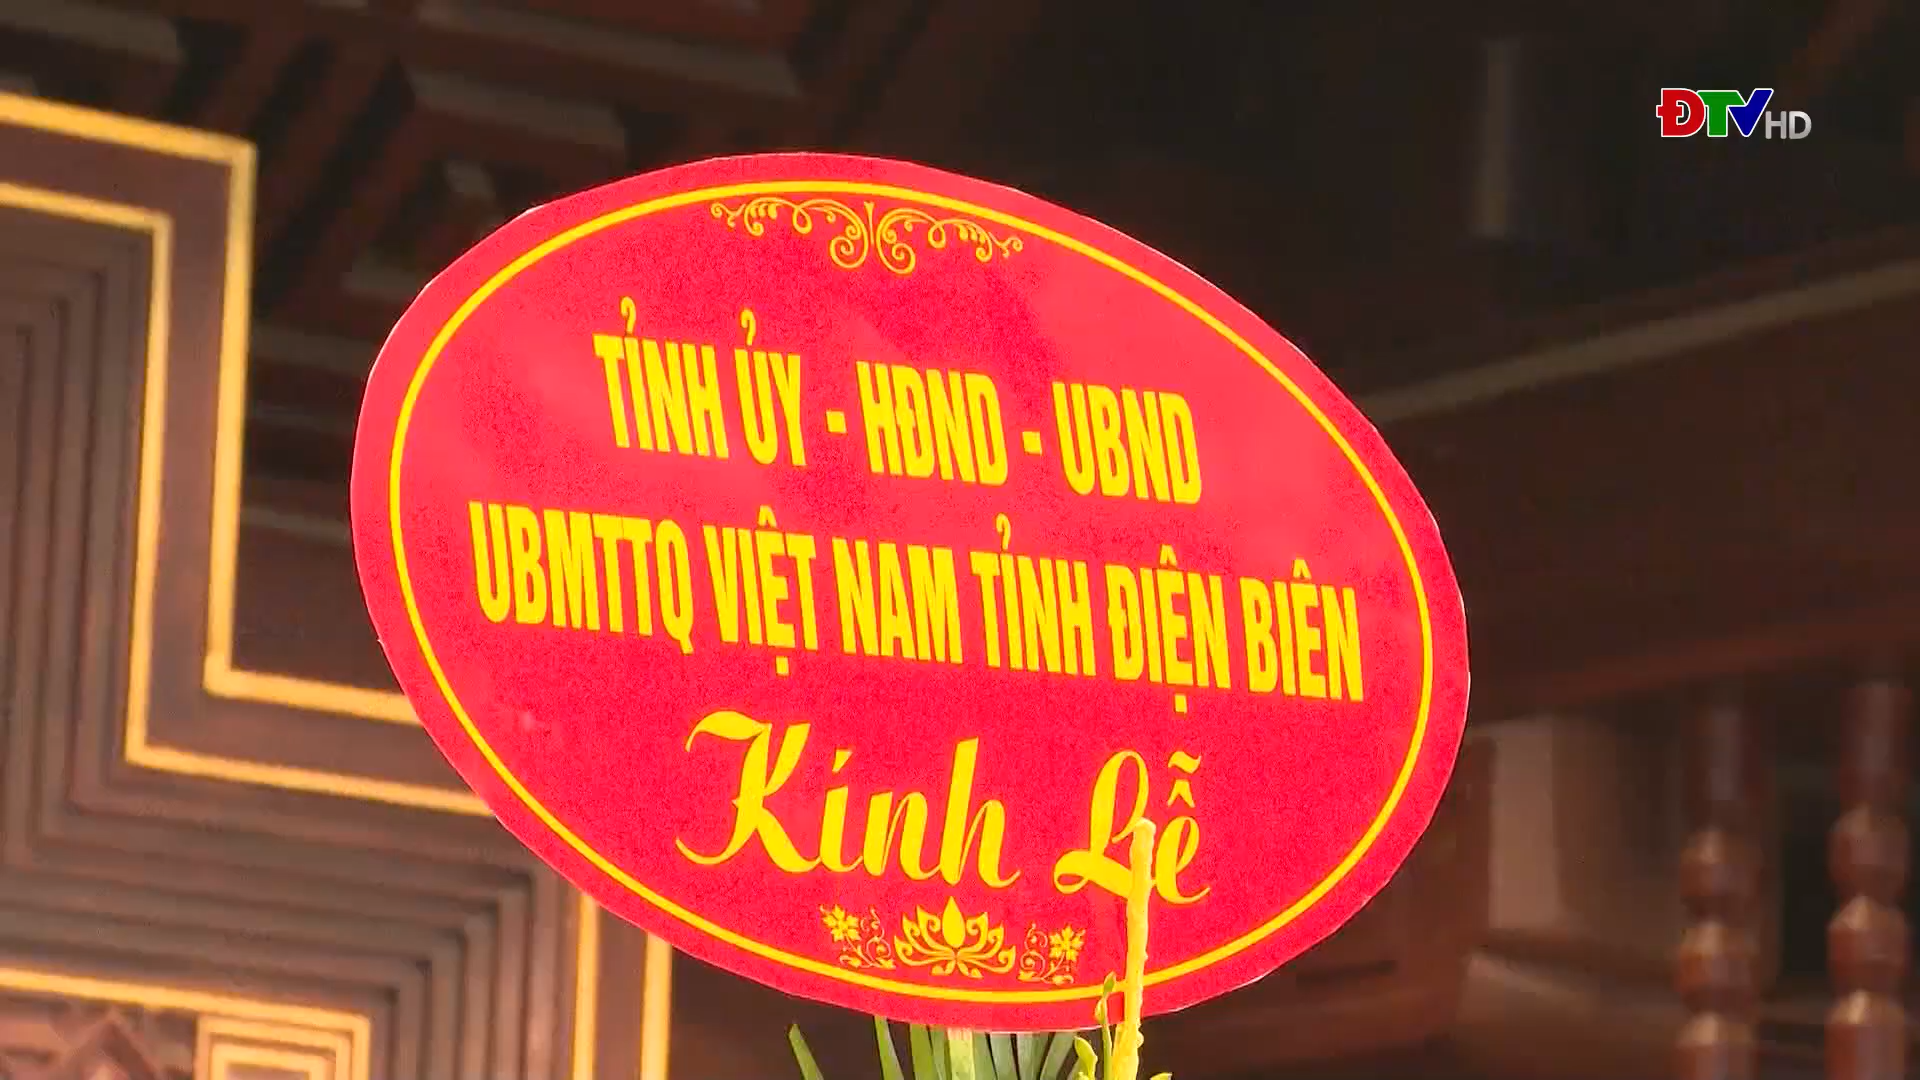 ĐTV HD
TỈNH ỦY - HĐND - UBND
UBMTTQ VIỆT NAM TỈNH ĐIỆN BIÊN
Kính Lễ